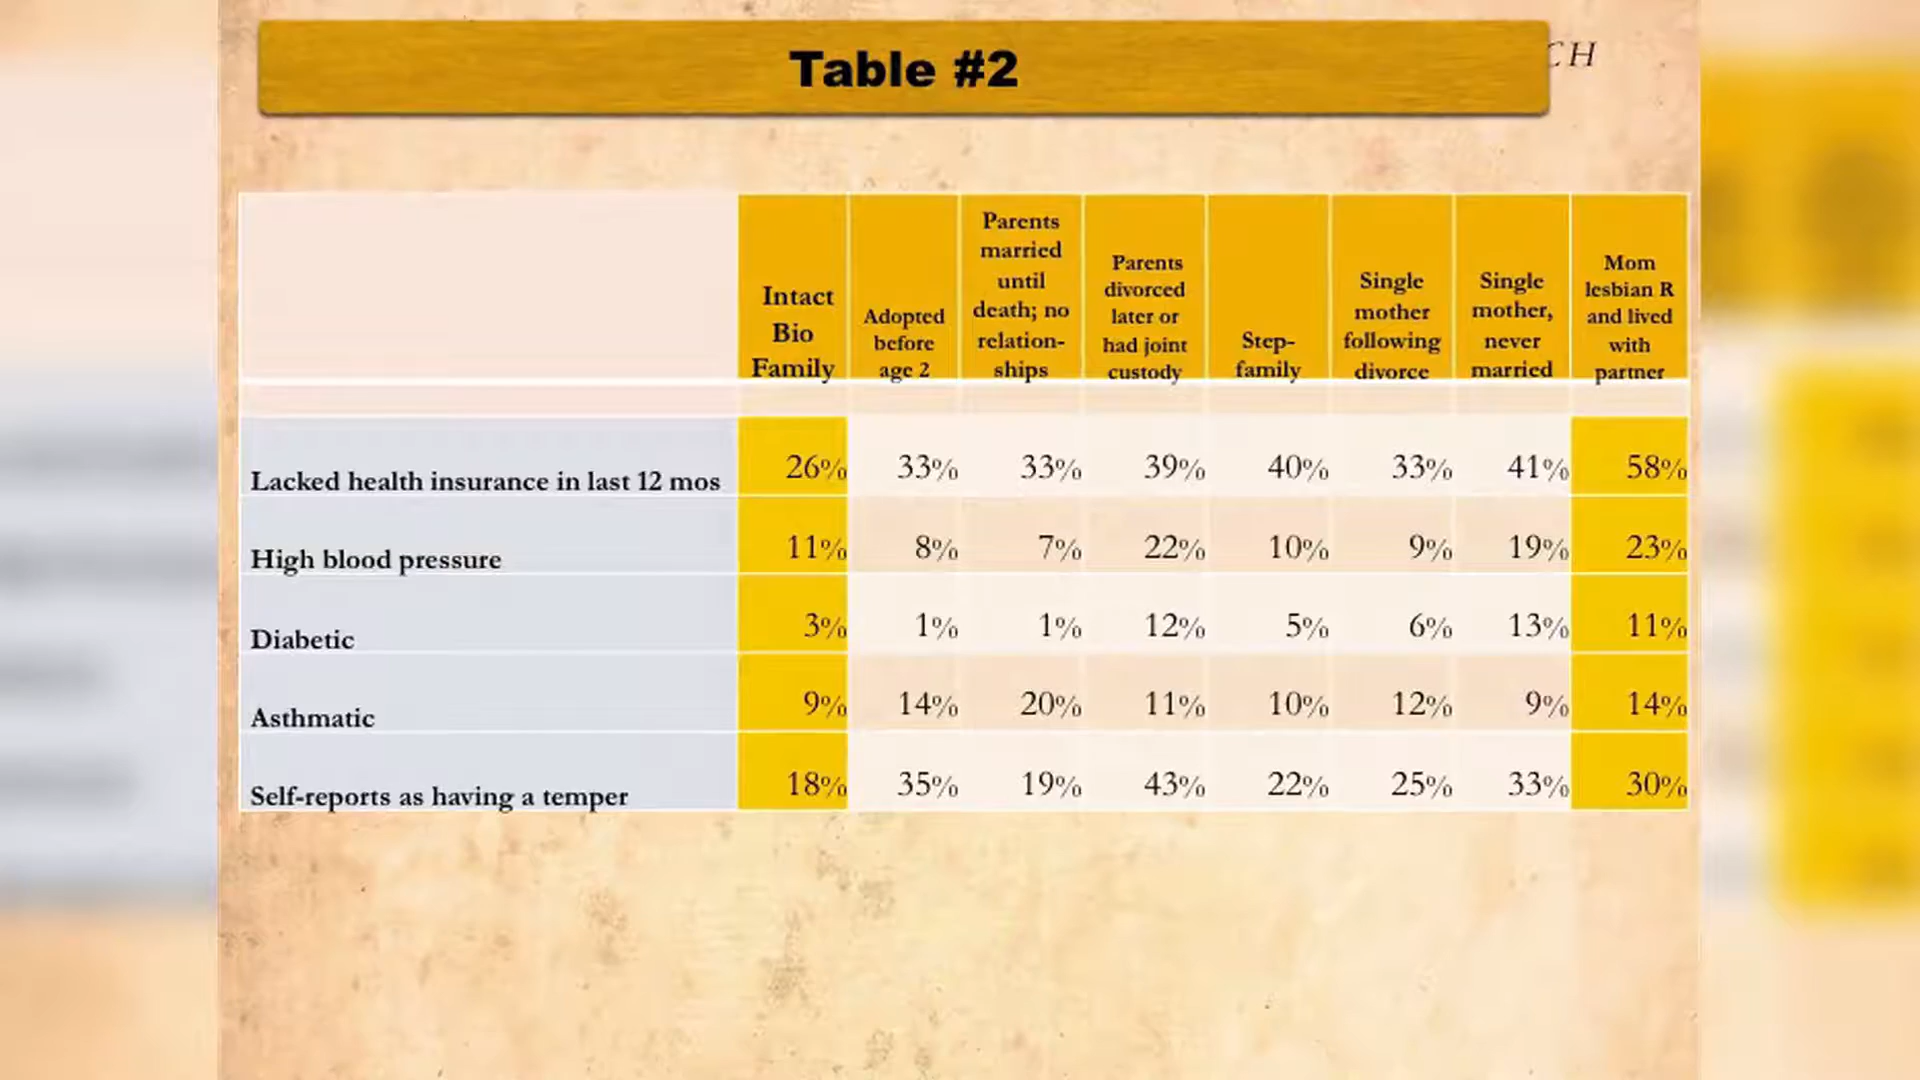 Table #2
CH
Intact Bio Family
Adopted before age 2
Parents married until death; no relation-ships
Parents divorced later or had joint custody
Step-family
Single mother following divorce
Single mother, never married
Mom lesbian R and lived with partner
Lacked health insurance in last 12 mos 26% 33% 33% 39% 40% 33% 41% 58%
High blood pressure 11% 8% 7% 22% 10% 9% 19% 23%
Diabetic 3% 1% 1% 12% 5% 6% 13% 11%
Asthmatic 9% 14% 20% 11% 10% 12% 9% 14%
Self-reports as having a temper 18% 35% 19% 43% 22% 25% 33% 30%